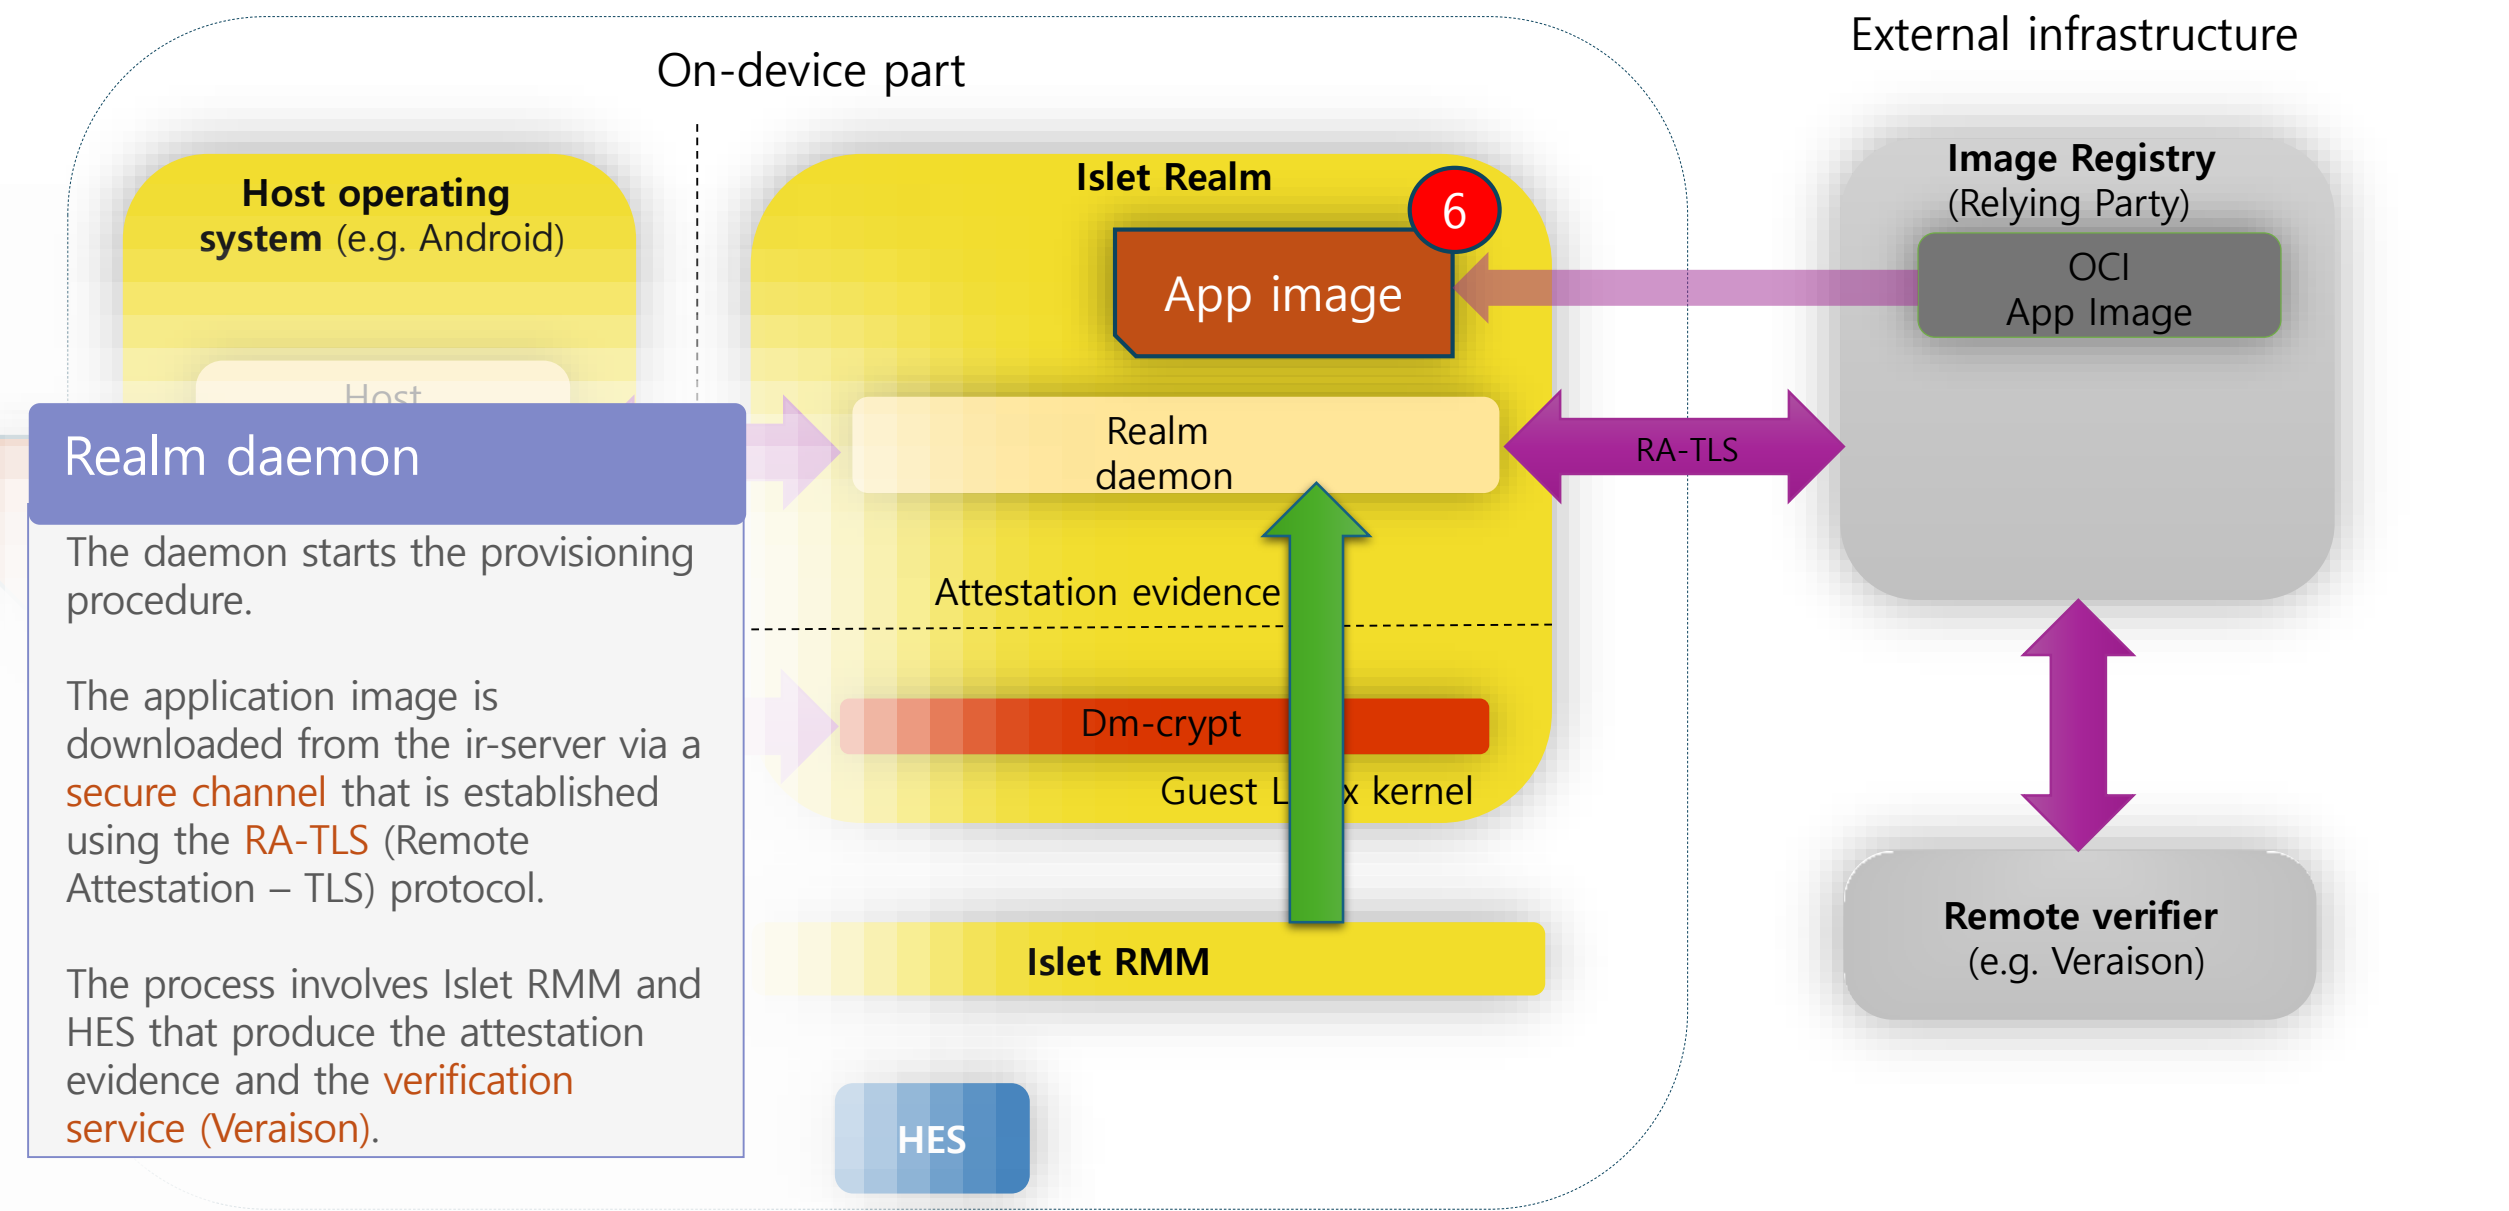 On-device part
External infrastructure
Host operating
system (e.g. Android)
Host
Islet Realm
6
App image
Image Registry
(Relying Party)
OCI
App Image
Realm
daemon
RA-TLS
Attestation evidence
Dm-crypt
Guest L x kernel
Islet RMM
HES
Remote verifier
(e.g. Veraison)
Realm daemon
The daemon starts the provisioning
procedure.
The application image is
downloaded from the ir-server via a
secure channel that is established
using the RA-TLS (Remote
Attestation – TLS) protocol.
The process involves Islet RMM and
HES that produce the attestation
evidence and the verification
service (Veraison).